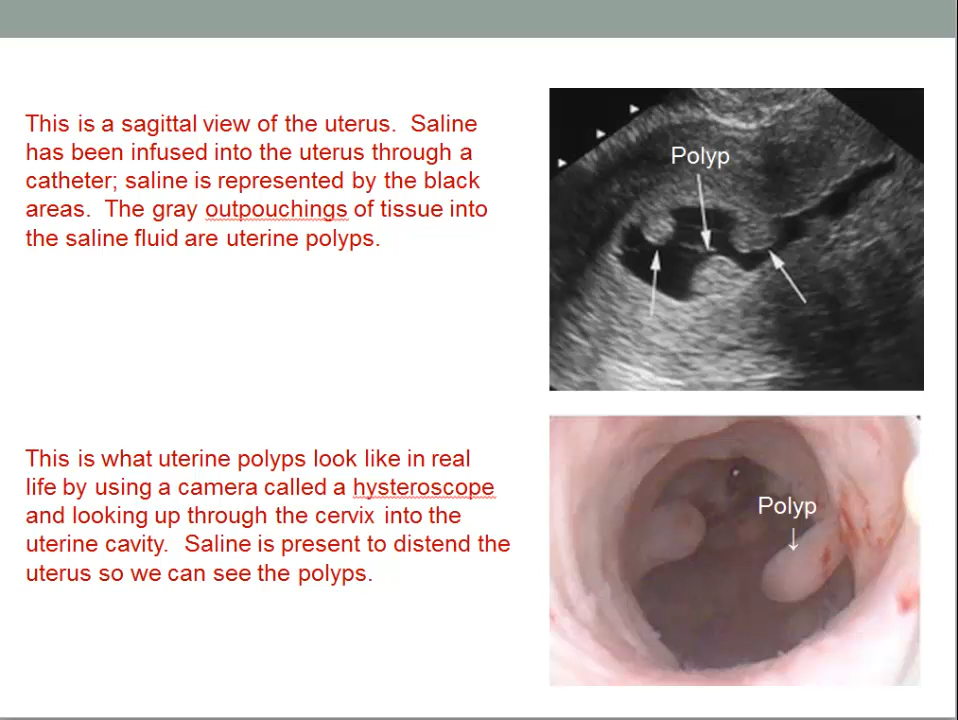 This is a sagittal view of the uterus. Saline
has been infused into the uterus through a
catheter; saline is represented by the black
areas. The gray outpouchings of tissue into
the saline fluid are uterine polyps.
Polyp
This is what uterine polyps look like in real
life by using a camera called a hysteroscope
and looking up through the cervix into the
uterine cavity. Saline is present to distend the
uterus so we can see the polyps.
Polyp